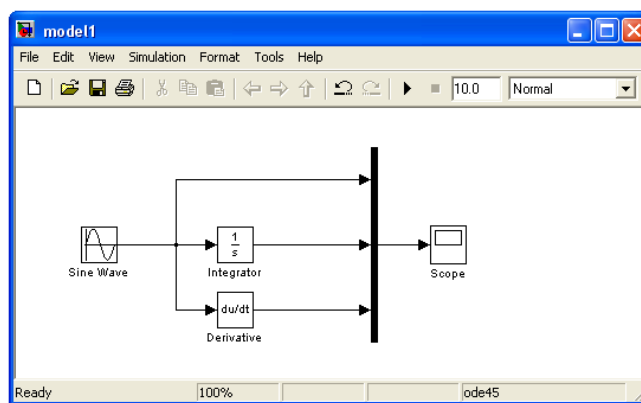 model1
File Edit View Simulation Format Tools Help
10.0 Normal
Sine Wave
1
s
Integrator
du/dt
Derivative
Scope
Ready 100% ode45